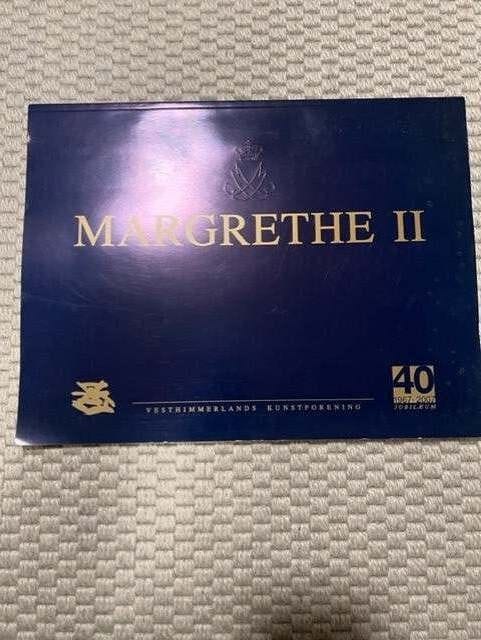 MARGRETHE II
VESTHIMMERLANDS KUNSTFORENING
40
1967-2007
JUBILÆUM